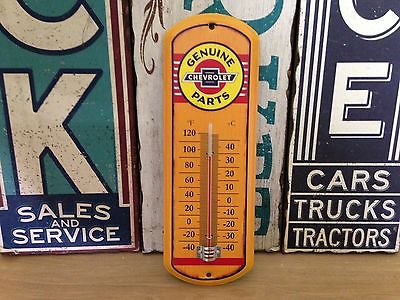 C
K
SALES
AND
SERVICE
GENUINE
CHEVROLET
PARTS
°F °C
120 40
100 30
80 20
60 10
40 0
20 -10
0 -20
-20 -30
-40 -40
C
E
CARS
TRUCKS
TRACTORS